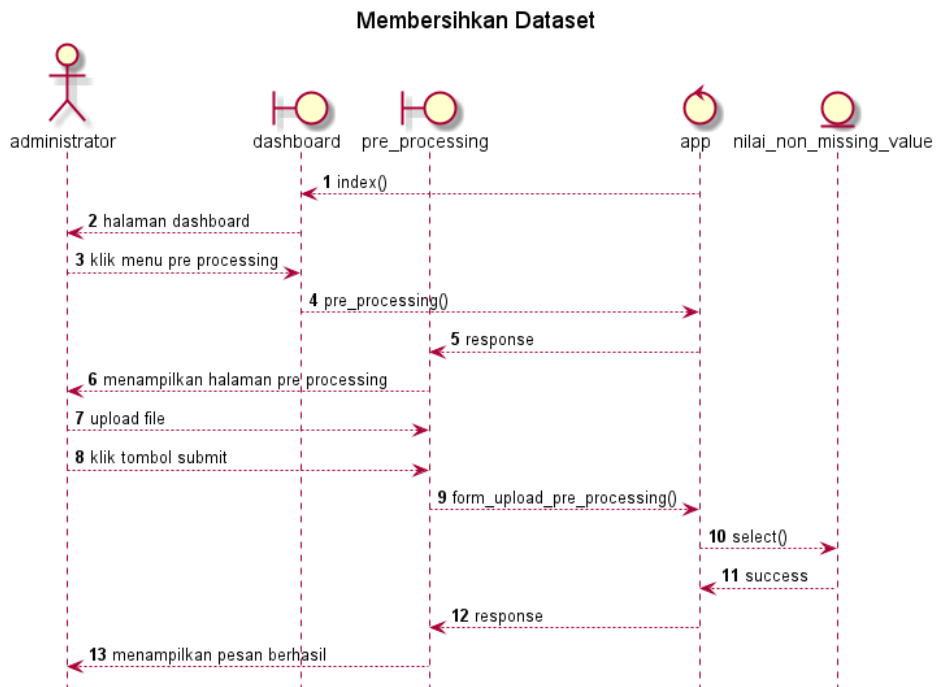 Membersihkan Dataset
administrator
dashboard
pre_processing
app
nilai_non_missing_value
1 index()
2 halaman dashboard
3 klik menu pre processing
4 pre_processing()
5 response
6 menampilkan halaman pre processing
7 upload file
8 klik tombol submit
9 form_upload_pre_processing()
10 select()
11 success
12 response
13 menampilkan pesan berhasil